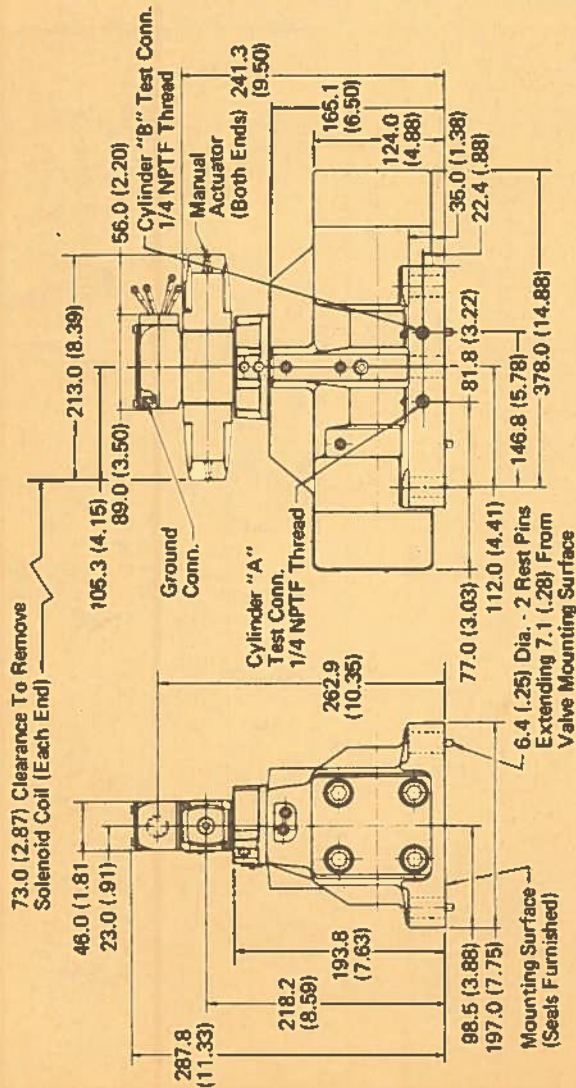 73.0 (2.87) Clearance To Remove
Solenoid Coil (Each End)
46.0 (1.81
23.0 (.91)
287.8
(11.33)
218.2
(8.59)
193.8
(7.63)
262.9
(10.35)
98.5 (3.88)
197.0 (7.75)
Mounting Surface
(Seals Furnished)
6.4 (.25) Dia. - 2 Rest Pins
Extending 7.1 (.28) From
Valve Mounting Surface
105.3 (4.15)
89.0 (3.50)
213.0 (8.39)
56.0 (2.20)
Cylinder "B" Test Conn.
1/4 NPTF Thread
Ground
Conn.
Manual
Actuator
(Both Ends)
241.3
(9.50)
165.1
(6.50)
124.0
(4.88)
35.0 (1.38)
22.4 (.88)
Cylinder "A"
Test Conn.
1/4 NPTF Thread
77.0 (3.03)
81.8 (3.22)
112.0 (4.41)
146.8 (5.78)
378.0 (14.88)